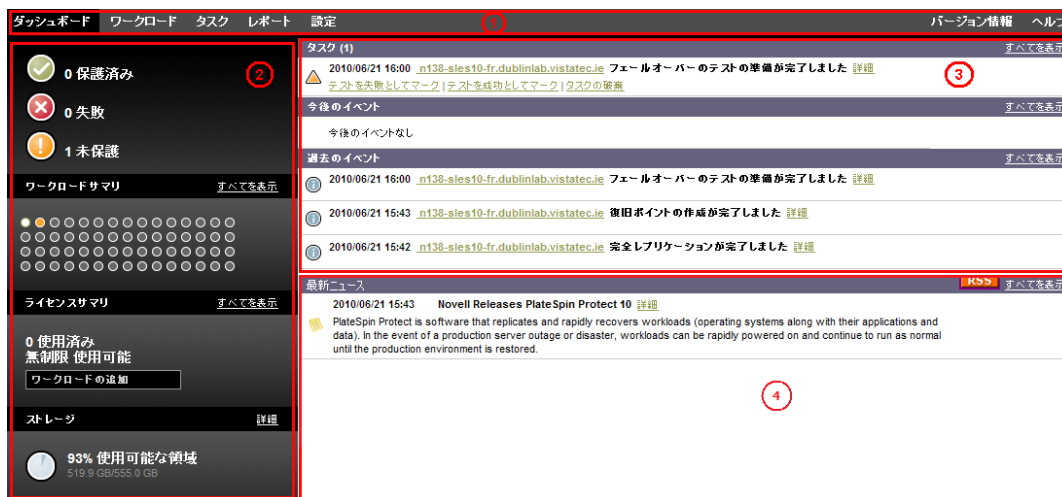 ダッシュボード ワークロード タスク レポート 設定 ① バージョン情報 ヘルプ
0 保護済み ②
0 失敗
1 未保護
ワークロードサマリ すべてを表示
ライセンスサマリ すべてを表示
0 使用済み
無制限 使用可能
ワークロードの追加
ストレージ 詳細
93% 使用可能な領域
519.9 GB/555.0 GB
タスク (1) すべてを表示
2010/06/21 16:00 _n138-sles10-fr.dublinlab.vistatec.ie フェールオーバーのテストの準備が完了しました 詳細 ③
テストを失敗としてマーク | テストを成功としてマーク | タスクの破棄
今後のイベント すべてを表示
今後のイベントなし
過去のイベント すべてを表示
2010/06/21 16:00 _n138-sles10-fr.dublinlab.vistatec.ie フェールオーバーのテストの準備が完了しました 詳細
2010/06/21 15:43 _n138-sles10-fr.dublinlab.vistatec.ie 復旧ポイントの作成が完了しました 詳細
2010/06/21 15:42 _n138-sles10-fr.dublinlab.vistatec.ie 完全レプリケーションが完了しました 詳細
最新ニュース RSS すべてを表示
2010/06/21 15:43 Novell Releases PlateSpin Protect 10 詳細
PlateSpin Protect is software that replicates and rapidly recovers workloads (operating systems along with their applications and
data). In the event of a production server outage or disaster, workloads can be rapidly powered on and continue to run as normal
until the production environment is restored.
④